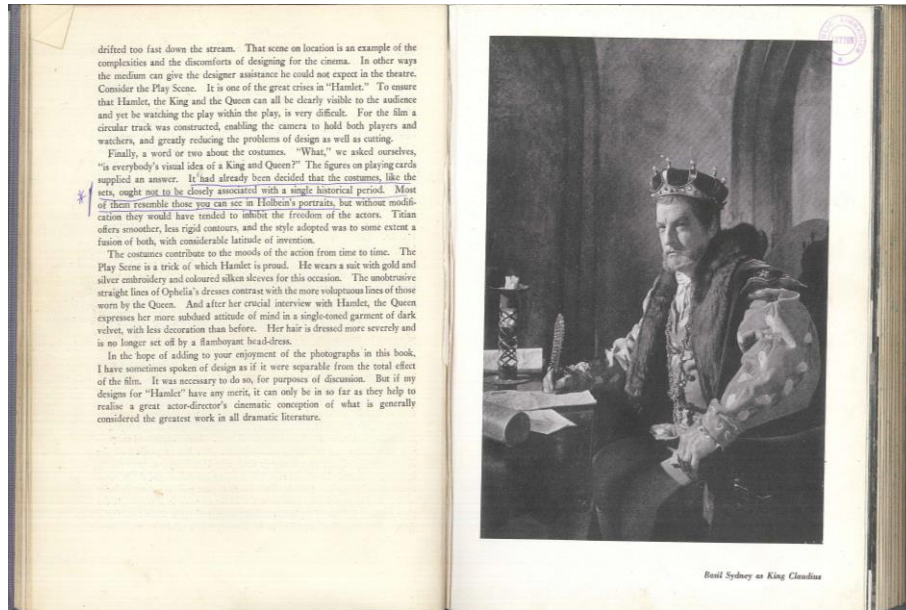 drifted too fast down the stream. That scene on location is an example of the
complexities and the discomforts of designing for the cinema. In other ways
the medium can give the designer assistance he could not expect in the theatre.
Consider the Play Scene. It is one of the great crises in "Hamlet." To ensure
that Hamlet, the King and the Queen can all be clearly visible to the audience
and yet be watching the play within the play, is very difficult. For the film a
circular track was constructed, enabling the camera to hold both players and
watchers, and greatly reducing the problems of design as well as cutting.
Finally, a word or two about the costumes. "What," we asked ourselves,
"is everybody's visual idea of a King and Queen?" The figures on playing cards
supplied an answer. It had already been decided that the costumes, like the
sets, ought not to be closely associated with a single historical period. Most
of them resemble those you can see in Holbein's portraits, but without modifi-
cation they would have tended to inhibit the freedom of the actors. Titian
offers smoother, less rigid contours, and the style adopted was to some extent a
fusion of both, with considerable latitude of invention.
The costumes contribute to the moods of the action from time to time. The
Play Scene is a trick of which Hamlet is proud. He wears a suit with gold and
silver embroidery and coloured silken sleeves for this occasion. The unobtrusive
straight lines of Ophelia's dresses contrast with the more voluptuous lines of those
worn by the Queen. And after her crucial interview with Hamlet, the Queen
expresses her more subdued attitude of mind in a single-toned garment of dark
velvet, with less decoration than before. Her hair is dressed more severely and
is no longer set off by a flamboyant head-dress.
In the hope of adding to your enjoyment of the photographs in this book,
I have sometimes spoken of design as if it were separable from the total effect
of the film. It was necessary to do so, for purposes of discussion. But if my
designs for "Hamlet" have any merit, it can only be in so far as they help to
realise a great actor-director's cinematic conception of what is generally
considered the greatest work in all dramatic literature.
Basil Sydney as King Claudius